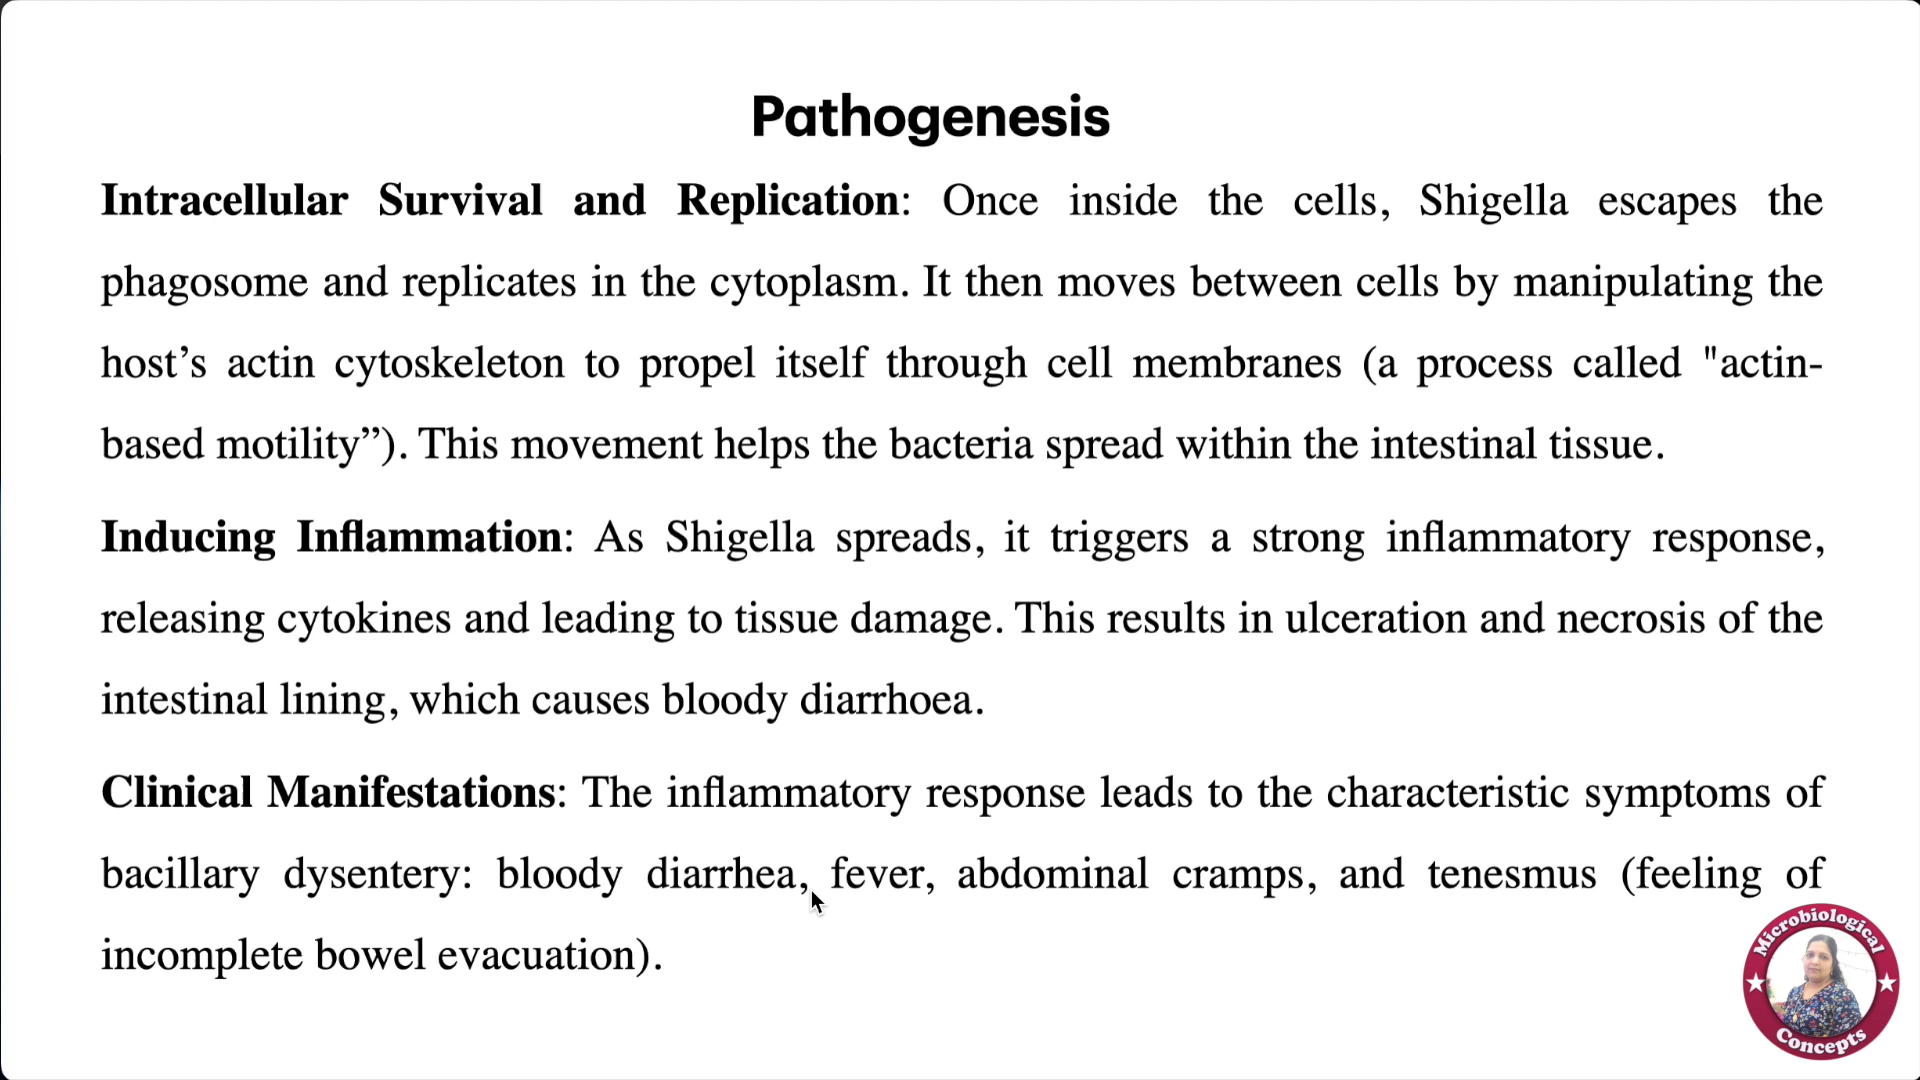 Pathogenesis
Intracellular Survival and Replication: Once inside the cells, Shigella escapes the
phagosome and replicates in the cytoplasm. It then moves between cells by manipulating the
host’s actin cytoskeleton to propel itself through cell membranes (a process called "actin-
based motility”). This movement helps the bacteria spread within the intestinal tissue.
Inducing Inflammation: As Shigella spreads, it triggers a strong inflammatory response,
releasing cytokines and leading to tissue damage. This results in ulceration and necrosis of the
intestinal lining, which causes bloody diarrhoea.
Clinical Manifestations: The inflammatory response leads to the characteristic symptoms of
bacillary dysentery: bloody diarrhea, fever, abdominal cramps, and tenesmus (feeling of
incomplete bowel evacuation).
Microbiological
Concepts